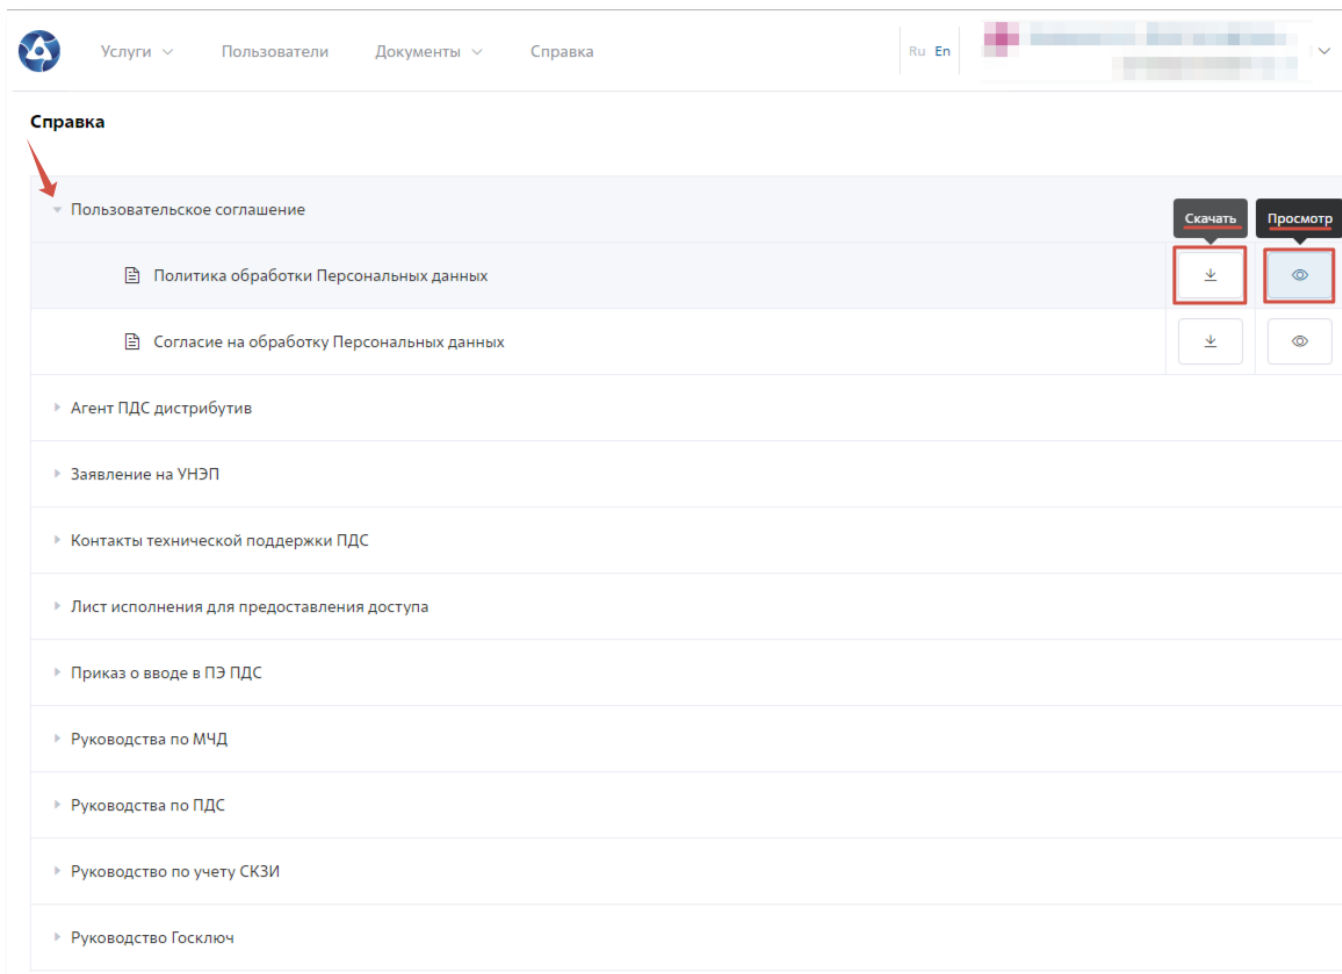 Услуги Пользователи Документы Справка Ru En
Справка
Пользовательское соглашение
Скачать Просмотр
Политика обработки Персональных данных
Согласие на обработку Персональных данных
Агент ПДС дистрибутив
Заявление на УНЭП
Контакты технической поддержки ПДС
Лист исполнения для предоставления доступа
Приказ о вводе в ПЭ ПДС
Руководства по МЧД
Руководства по ПДС
Руководство по учету СКЗИ
Руководство Госключ